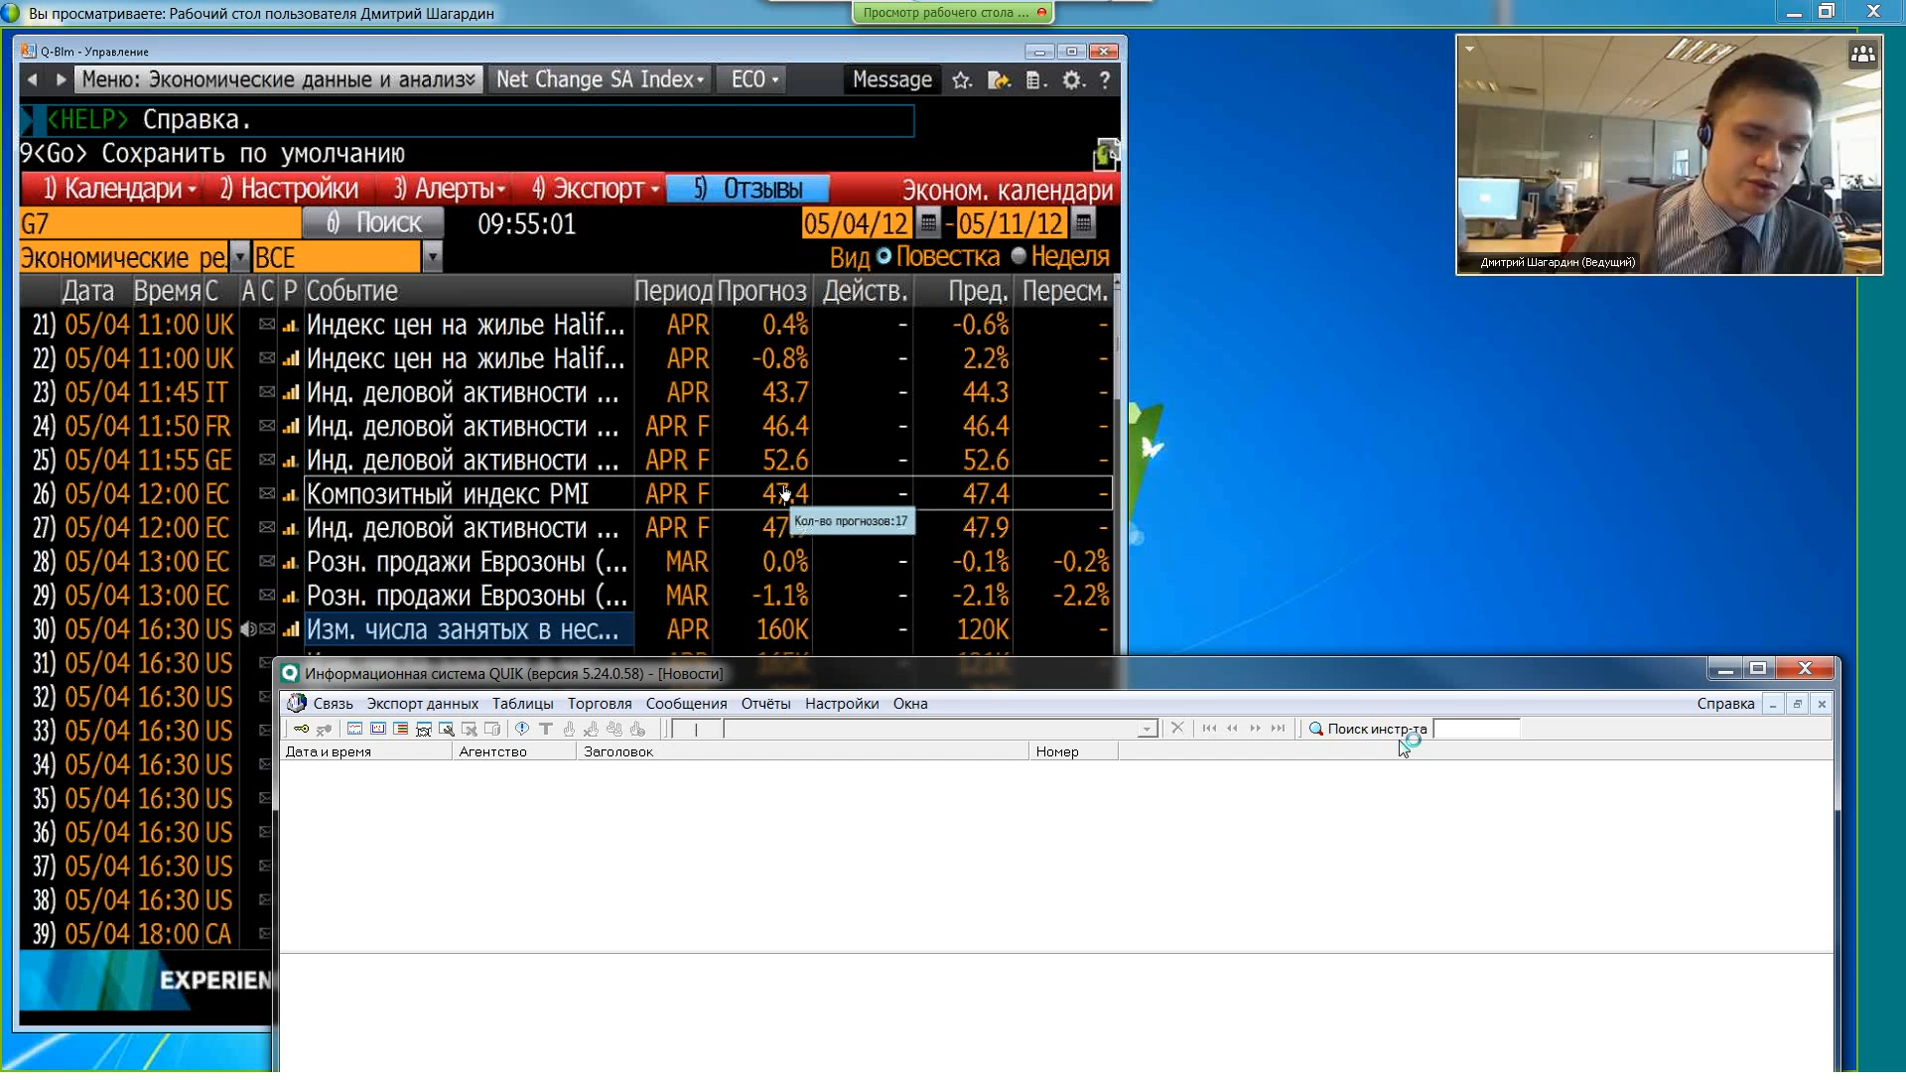 Вы просматриваете: Рабочий стол пользователя Дмитрий Шагардин
Просмотр рабочего стола ...
Q-Blm - Управление
Меню: Экономические данные и анализ
Net Change SA Index
ECO
Message
?
<HELP> Справка.
9<Go> Сохранить по умолчанию
1) Календари
2) Настройки
3) Алерты
4) Экспорт
5) Отзывы
Эконом. календари
G7
6) Поиск
09:55:01
05/04/12 - 05/11/12
Экономические рел
ВСЕ
Вид Повестка Неделя
Дата Время С А С Р Событие Период Прогноз Действ. Пред. Пересм.
21) 05/04 11:00 UK Индекс цен на жилье Halif... APR 0.4% - -0.6% -
22) 05/04 11:00 UK Индекс цен на жилье Halif... APR -0.8% - 2.2% -
23) 05/04 11:45 IT Инд. деловой активности ... APR 43.7 - 44.3 -
24) 05/04 11:50 FR Инд. деловой активности ... APR F 46.4 - 46.4 -
25) 05/04 11:55 GE Инд. деловой активности ... APR F 52.6 - 52.6 -
26) 05/04 12:00 EC Композитный индекс PMI APR F 47.4 - 47.4 -
Кол-во прогнозов:17
27) 05/04 12:00 EC Инд. деловой активности ... APR F 47. 47.9 -
28) 05/04 13:00 EC Розн. продажи Еврозоны (... MAR 0.0% - -0.1% -0.2%
29) 05/04 13:00 EC Розн. продажи Еврозоны (... MAR -1.1% - -2.1% -2.2%
30) 05/04 16:30 US Изм. числа занятых в нес... APR 160K - 120K -
31) 05/04 16:30 US
32) 05/04 16:30 US
33) 05/04 16:30 US
34) 05/04 16:30 US
35) 05/04 16:30 US
36) 05/04 16:30 US
37) 05/04 16:30 US
38) 05/04 16:30 US
39) 05/04 18:00 CA
EXPERIEN
Дмитрий Шагардин (Ведущий)
Информационная система QUIK (версия 5.24.0.58) - [Новости]
Связь Экспорт данных Таблицы Торговля Сообщения Отчёты Настройки Окна Справка
Поиск инстр-та
Дата и время Агентство Заголовок Номер